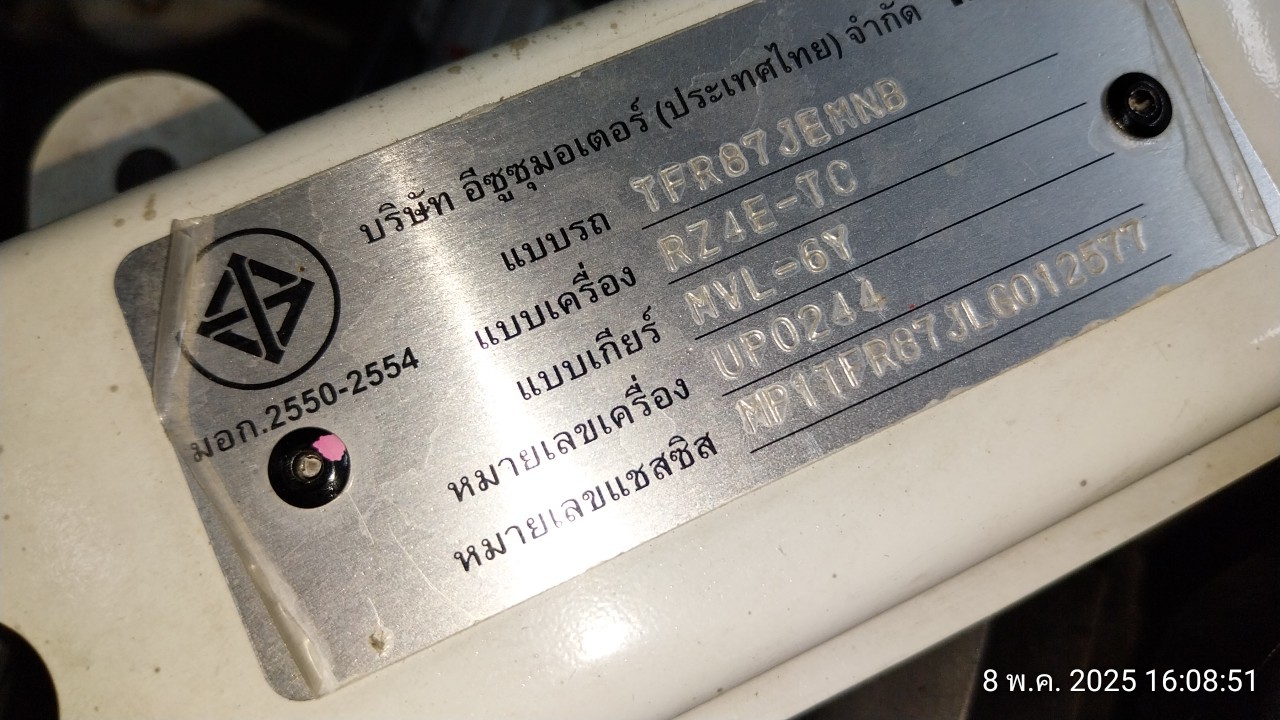 บริษัท อีซูซุมอเตอร์ (ประเทศไทย) จำกัด
แบบรถ TFR87JEMNB
แบบเครื่อง RZ4E-TC
แบบเกียร์ MVL-6Y
หมายเลขเครื่อง UP0244
หมายเลขแชสซิส MP1TFR87JLG012577
มอก.2550-2554
8 พ.ค. 2025 16:08:51